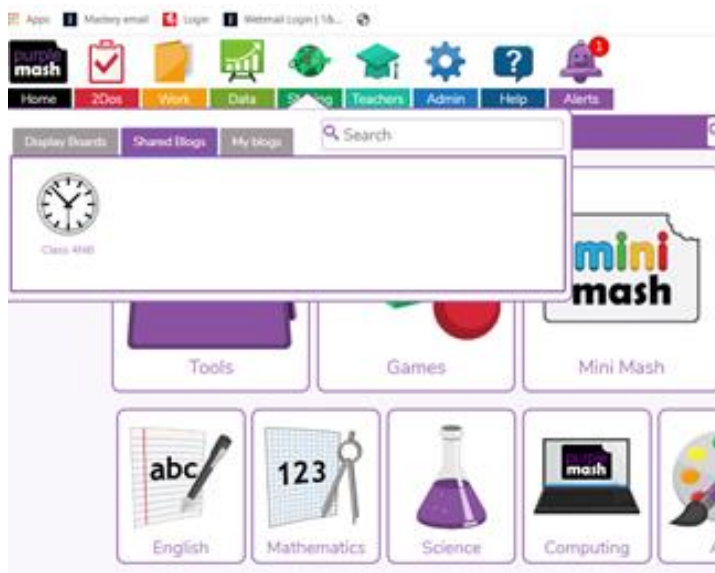 Apps Mastery email Login Webmail Login | 1&...
purple mash
1
Home 2Dos Work Data Sharing Teachers Admin Help Alerts
Display Boards Shared Blogs My blogs Search
Class 4NB
mini
mash
Tools Games Mini Mash
abc 123 purple mash
English Mathematics Science Computing A